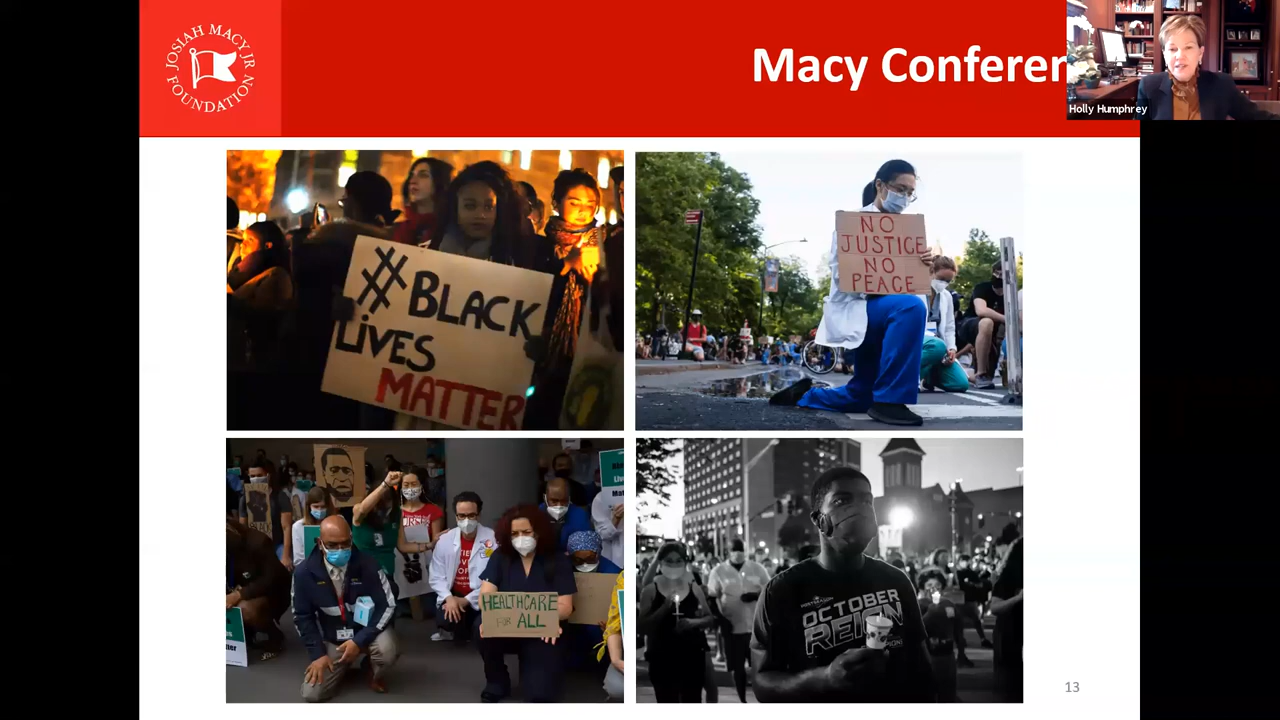 JOSIAH MACY JR
FOUNDATION
Macy Conferen
Holly Humphrey
#BLACK
LIVES
MATTER
NO
JUSTICE
NO
PEACE
HEALTHCARE
FOR ALL
OCTOBER
REIGN
13